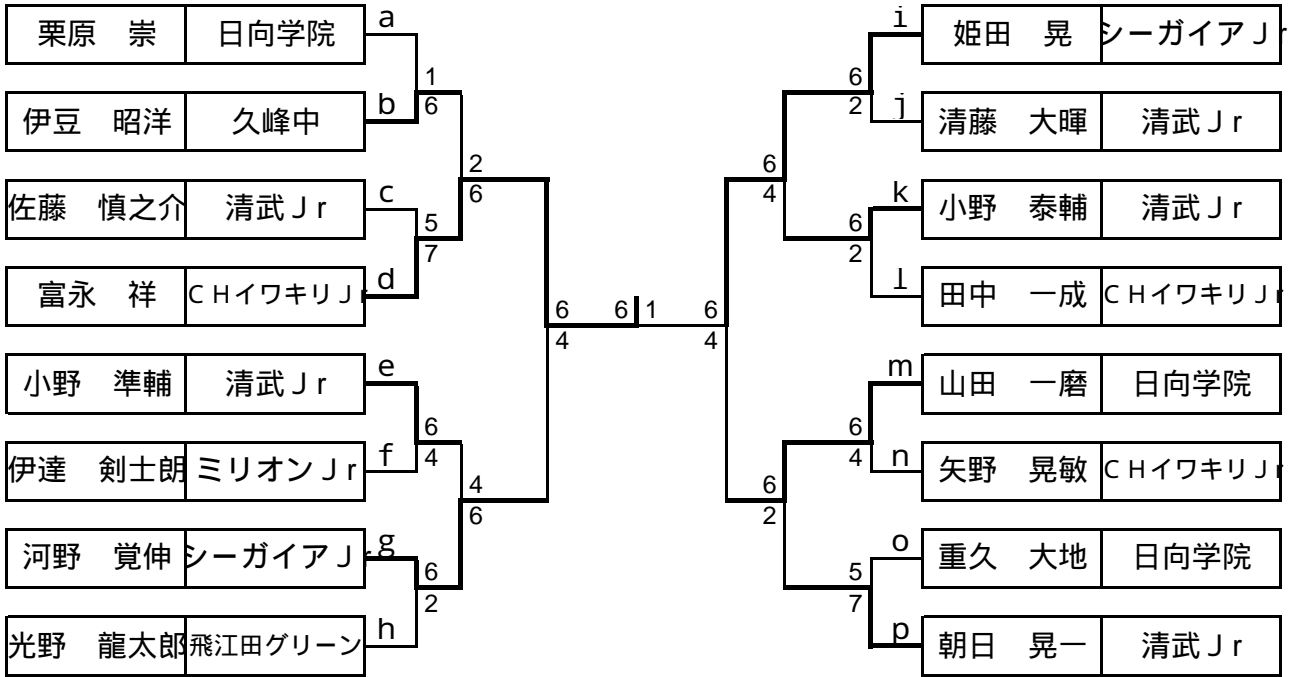 栗原　崇 日向学院 a
1
伊豆　昭洋 久峰中 b 6
2
6
佐藤　慎之介 清武Ｊｒ c
5
7
富永　祥 ＣＨイワキリＪｒ d
6 6 1
4
小野　準輔 清武Ｊｒ e
6
伊達　剣士朗 ミリオンＪｒ f 4
4
6
河野　覚伸 シーガイアＪｒ g
6
2
光野　龍太郎 飛江田グリーン h
i 姫田　晃 シーガイアＪｒ
6
2 j 清藤　大暉 清武Ｊｒ
6
4
k 小野　泰輔 清武Ｊｒ
6
2
l 田中　一成 ＣＨイワキリＪｒ
6
4
m 山田　一磨 日向学院
6
4 n 矢野　晃敏 ＣＨイワキリＪｒ
6
2
o 重久　大地 日向学院
5
7
p 朝日　晃一 清武Ｊｒ